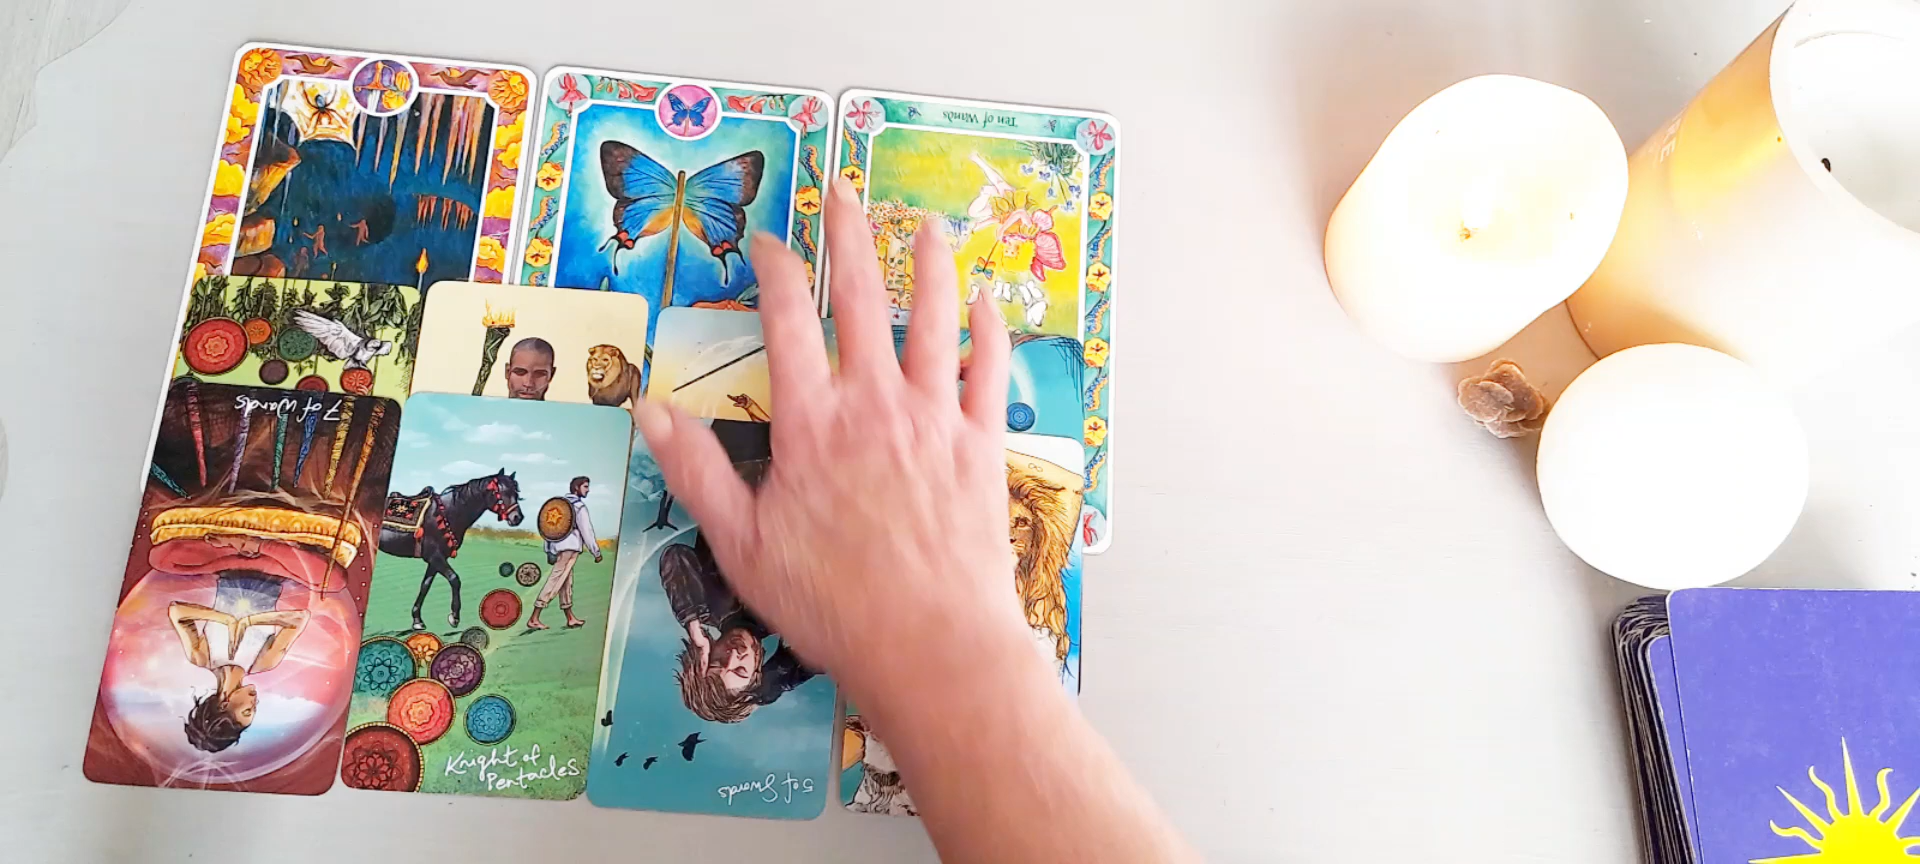 Ten of Wands
7 of Wands
Knight of
Pentacles
5 of Swords